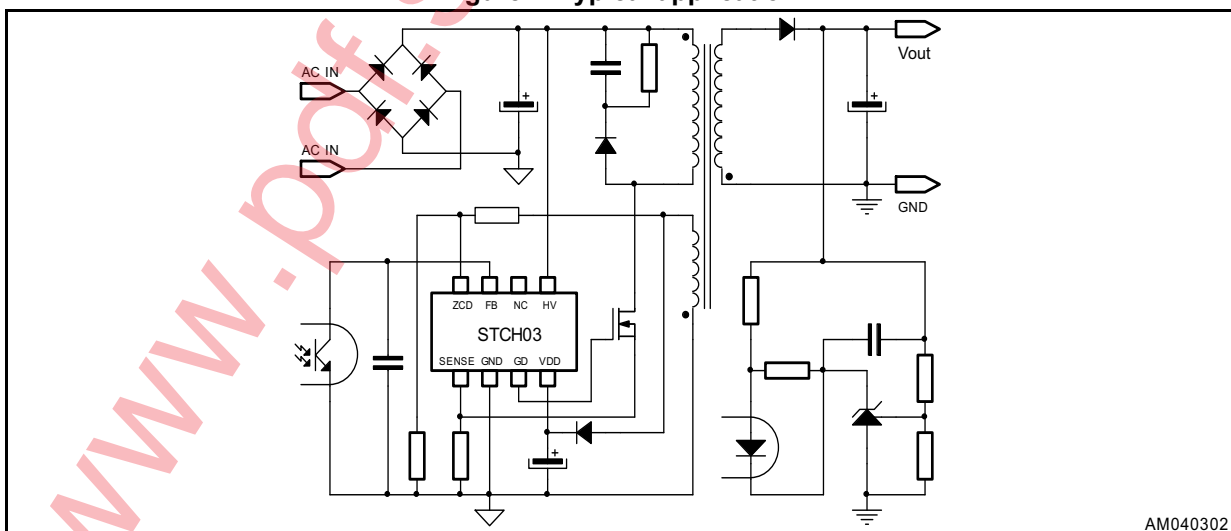 AC IN
+
+
Vout
AC IN
GND
ZCD FB NC HV
STCH03
SENSE GND GD VDD
+
AM040302
www.pdf.